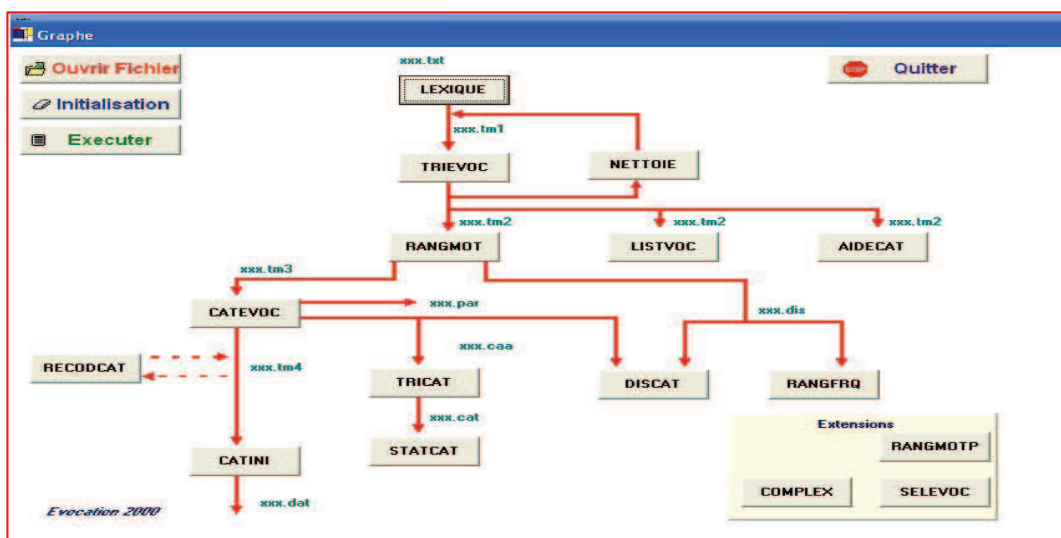 Graphe
Ouvrir Fichier
Initialisation
Executer
Quitter
xxx.txt
LEXIQUE
xxx.tm1
TRIEVOC
NETTOIE
xxx.tm2
xxx.tm2
xxx.tm2
RANGMOT
LISTVOC
AIDECAT
xxx.tm3
CATEVOC
xxx.par
xxx.dis
xxx.caa
RECODCAT
xxx.tm4
TRICAT
DISCAT
RANGFRQ
xxx.cat
STATCAT
CATINI
xxx.dat
Extensions
RANGMOTP
COMPLEX
SELEVOC
Evocation 2000